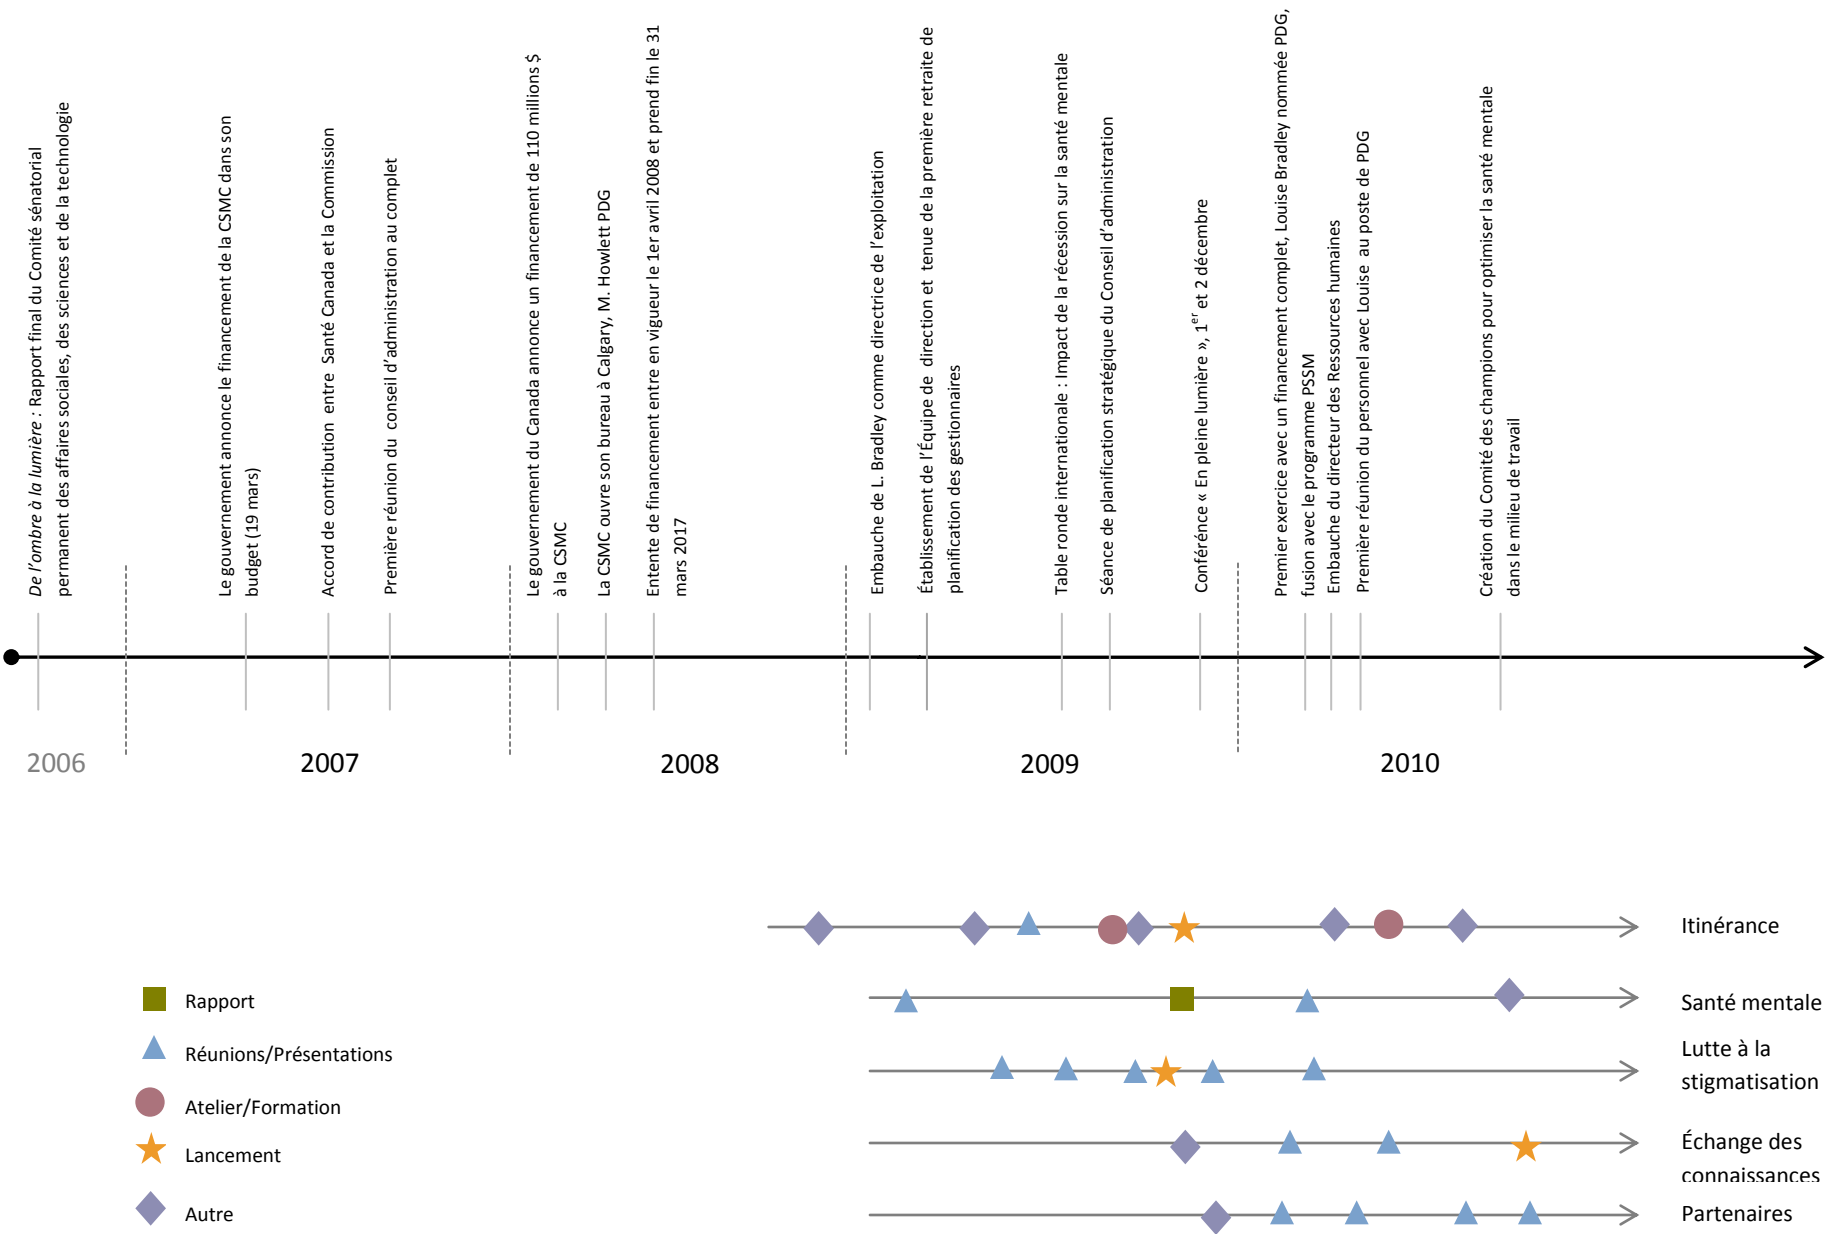 De l'ombre à la lumière : Rapport final du Comité sénatorial
permanent des affaires sociales, des sciences et de la technologie
Le gouvernement annonce le financement de la CSMC dans son
budget (19 mars)
Accord de contribution entre Santé Canada et la Commission
Première réunion du conseil d'administration au complet
Le gouvernement du Canada annonce un financement de 110 millions $
à la CSMC
La CSMC ouvre son bureau à Calgary, M. Howlett PDG
Entente de financement entre en vigueur le 1er avril 2008 et prend fin le 31
mars 2017
Embauche de L. Bradley comme directrice de l'exploitation
Établissement de l'Équipe de direction et tenue de la première retraite de
planification des gestionnaires
Table ronde internationale : Impact de la récession sur la santé mentale
Séance de planification stratégique du Conseil d'administration
Conférence « En pleine lumière », 1er et 2 décembre
Premier exercice avec un financement complet, Louise Bradley nommée PDG,
fusion avec le programme PSSM
Embauche du directeur des Ressources humaines
Première réunion du personnel avec Louise au poste de PDG
Création du Comité des champions pour optimiser la santé mentale
dans le milieu de travail
2006
2007
2008
2009
2010
Itinérance
Santé mentale
Lutte à la
stigmatisation
Échange des
connaissances
Partenaires
Rapport
Réunions/Présentations
Atelier/Formation
Lancement
Autre